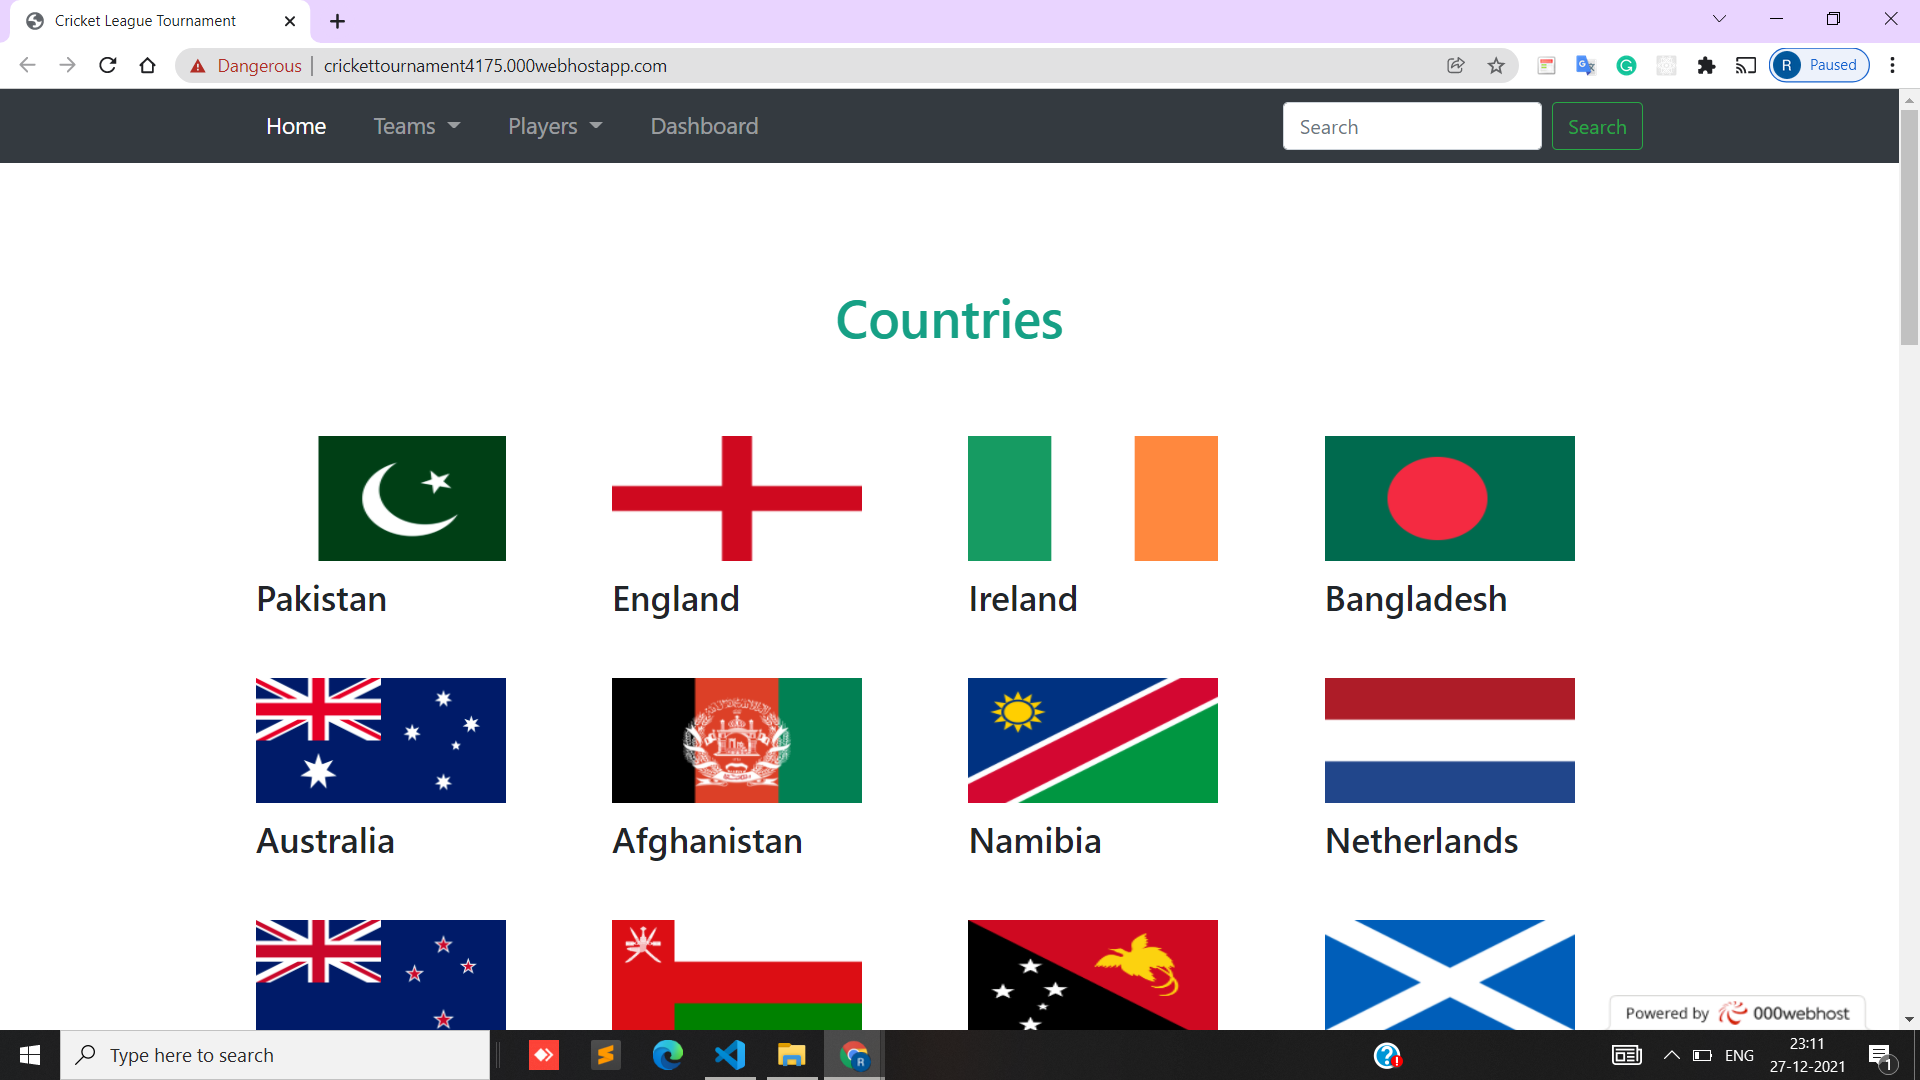 Cricket League Tournament
Dangerous | crickettournament4175.000webhostapp.com
R Paused
Home Teams Players Dashboard Search Search
Countries
Pakistan England Ireland Bangladesh
Australia Afghanistan Namibia Netherlands
Powered by 000webhost
Type here to search
R
ENG
23:11
27-12-2021
1